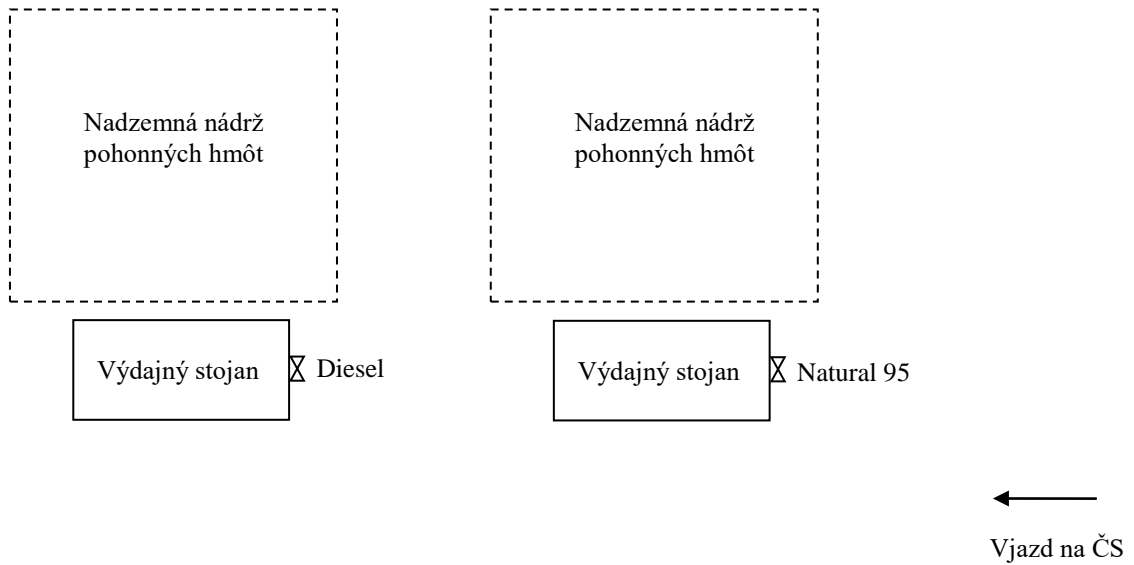 Nadzemná nádrž
pohonných hmôt
Nadzemná nádrž
pohonných hmôt
Výdajný stojan
Diesel
Výdajný stojan
Natural 95
Vjazd na ČS